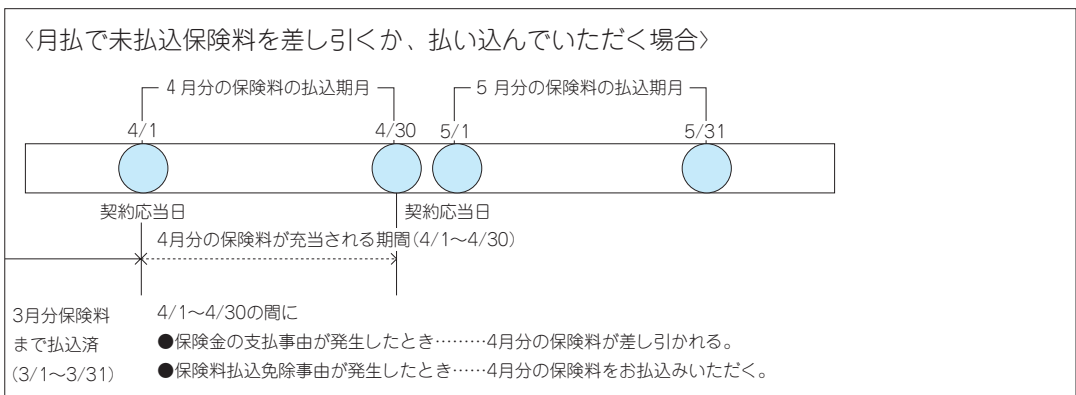 〈月払で未払込保険料を差し引くか、払い込んでいただく場合〉
4月分の保険料の払込期月 5月分の保険料の払込期月
4/1 4/30 5/1 5/31
契約応当日 契約応当日
4月分の保険料が充当される期間(4/1～4/30)
3月分保険料 4/1～4/30の間に
まで払込済 ●保険金の支払事由が発生したとき………4月分の保険料が差し引かれる。
(3/1～3/31) ●保険料払込免除事由が発生したとき……4月分の保険料をお払込みいただく。